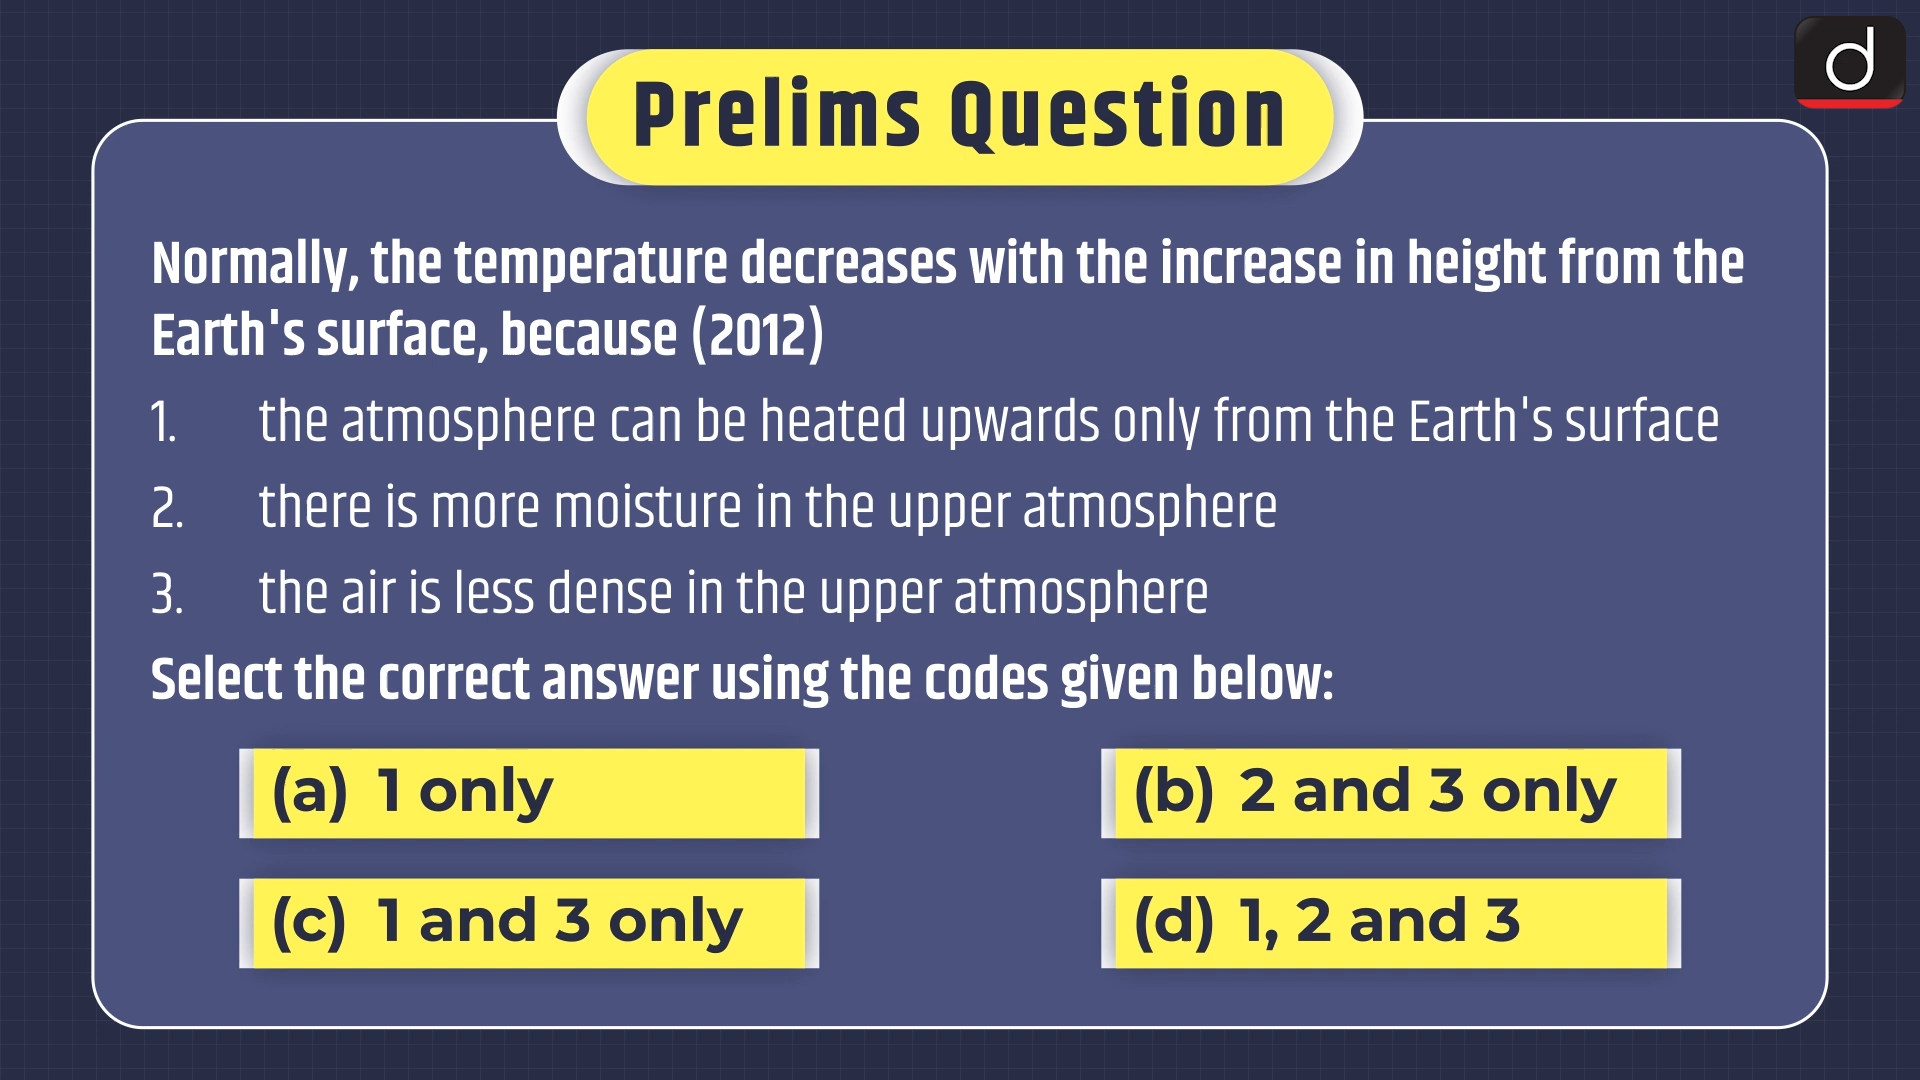 Prelims Question
Normally, the temperature decreases with the increase in height from the
Earth's surface, because (2012)
1. the atmosphere can be heated upwards only from the Earth's surface
2. there is more moisture in the upper atmosphere
3. the air is less dense in the upper atmosphere
Select the correct answer using the codes given below:
(a) 1 only
(b) 2 and 3 only
(c) 1 and 3 only
(d) 1, 2 and 3
d